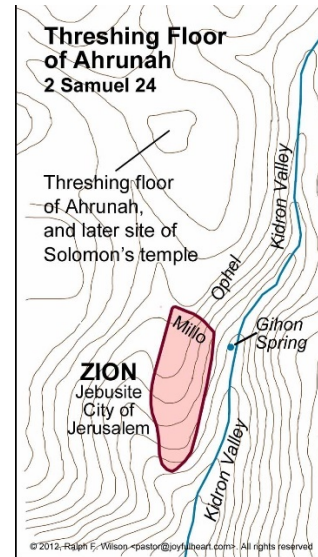 Threshing Floor
of Ahrunah
2 Samuel 24
Threshing floor
of Ahrunah,
and later site of
Solomon's temple
Kidron Valley
Ophel
Millo
Gihon
Spring
ZION
Jebusite
City of
Jerusalem
Kidron Valley
© 2012, Ralph F. Wilson <pastor@joyfulheart.com>. All rights reserved